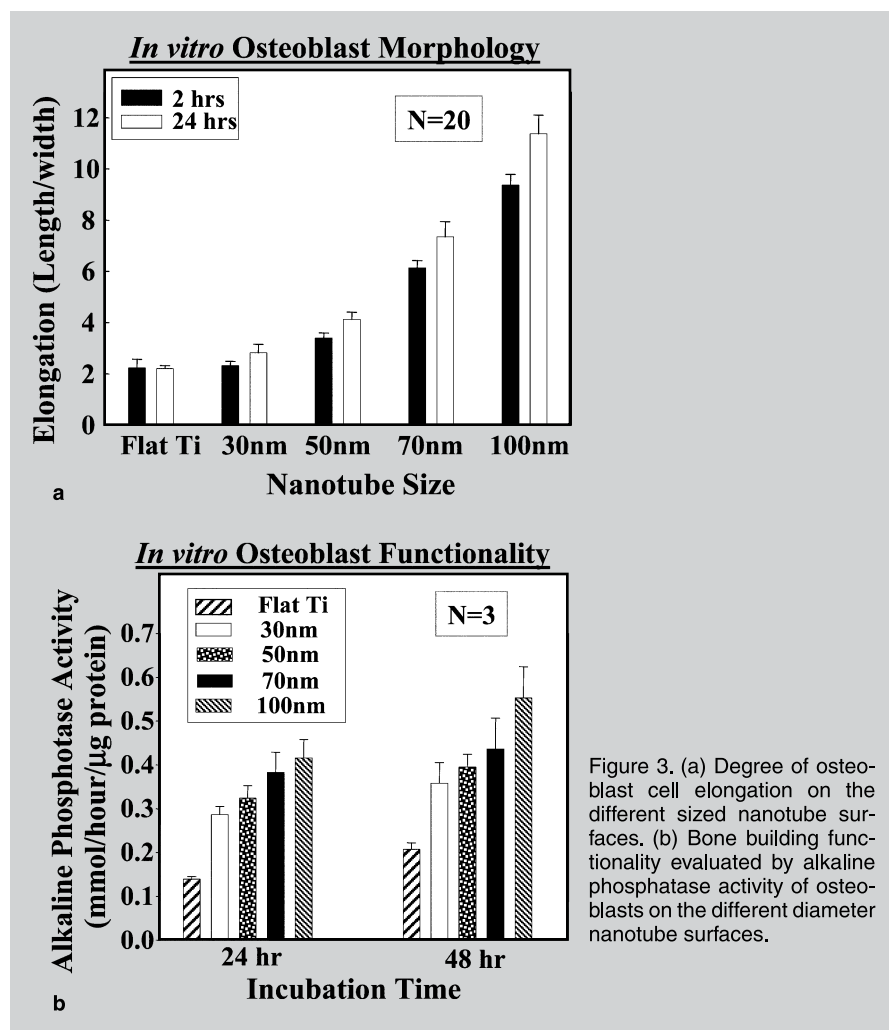 In vitro Osteoblast Morphology
2 hrs
24 hrs
N=20
Elongation (Length/width)
12
10
8
6
4
2
0
Flat Ti 30nm 50nm 70nm 100nm
Nanotube Size
a
In vitro Osteoblast Functionality
Flat Ti
30nm
50nm
70nm
100nm
N=3
Alkaline Phosphotase Activity
(mmol/hour/μg protein)
0.7
0.6
0.5
0.4
0.3
0.2
0.1
0.0
24 hr 48 hr
Incubation Time
b
Figure 3. (a) Degree of osteo-
blast cell elongation on the
different sized nanotube sur-
faces. (b) Bone building func-
tionality evaluated by alkaline
phosphatase activity of osteo-
blasts on the different diameter
nanotube surfaces.